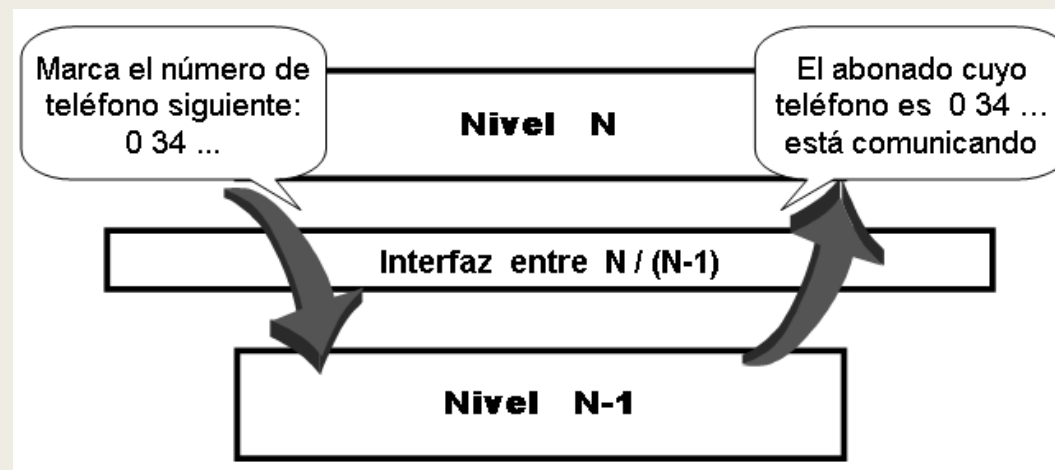 Marca el número de
teléfono siguiente:
0 34 ...
Nivel N
El abonado cuyo
teléfono es 0 34 ...
está comunicando
Interfaz entre N / (N-1)
Nivel N-1